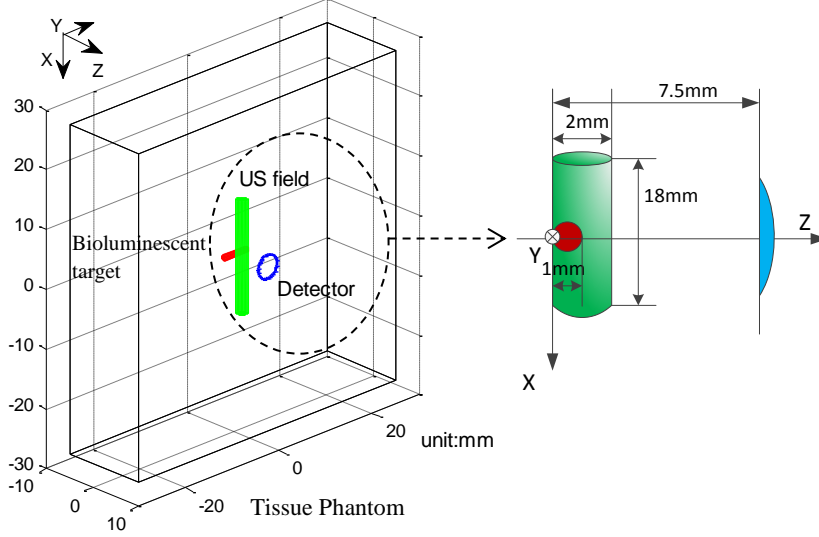 Y
X
Z
30
20
10
0
-10
-20
-30
-10
0
10
-20
0
20
unit:mm
US field
Bioluminescent
target
Detector
Tissue Phantom
7.5mm
2mm
18mm
Z
Y
1mm
X